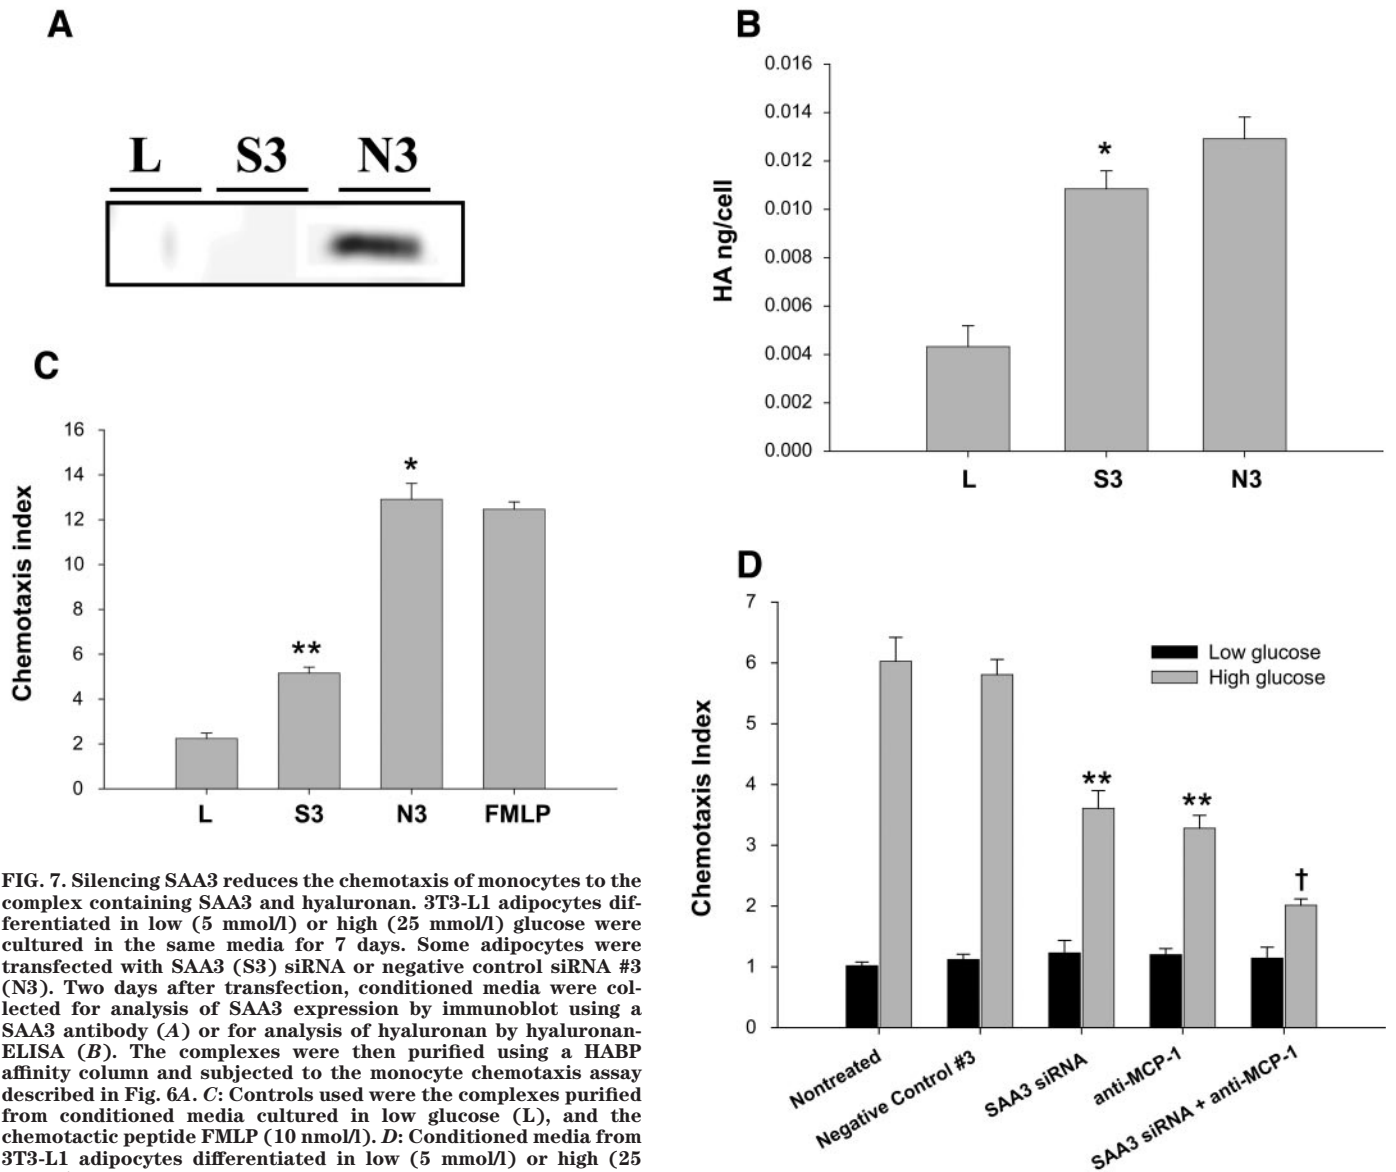 A
L S3 N3
B
0.016
0.014
0.012
0.010
0.008
0.006
0.004
0.002
0.000
HA ng/cell
*
L S3 N3
C
16
14
12
10
8
6
4
2
0
Chemotaxis index
**
*
L S3 N3 FMLP
D
7
6
5
4
3
2
1
0
Chemotaxis Index
Low glucose
High glucose
**
**
†
Nontreated
Negative Control #3
SAA3 siRNA
anti-MCP-1
SAA3 siRNA + anti-MCP-1
FIG. 7. Silencing SAA3 reduces the chemotaxis of monocytes to the
complex containing SAA3 and hyaluronan. 3T3-L1 adipocytes dif-
ferentiated in low (5 mmol/l) or high (25 mmol/l) glucose were
cultured in the same media for 7 days. Some adipocytes were
transfected with SAA3 (S3) siRNA or negative control siRNA #3
(N3). Two days after transfection, conditioned media were col-
lected for analysis of SAA3 expression by immunoblot using a
SAA3 antibody (A) or for analysis of hyaluronan by hyaluronan-
ELISA (B). The complexes were then purified using a HABP
affinity column and subjected to the monocyte chemotaxis assay
described in Fig. 6A. C: Controls used were the complexes purified
from conditioned media cultured in low glucose (L), and the
chemotactic peptide FMLP (10 nmol/l). D: Conditioned media from
3T3-L1 adipocytes differentiated in low (5 mmol/l) or high (25